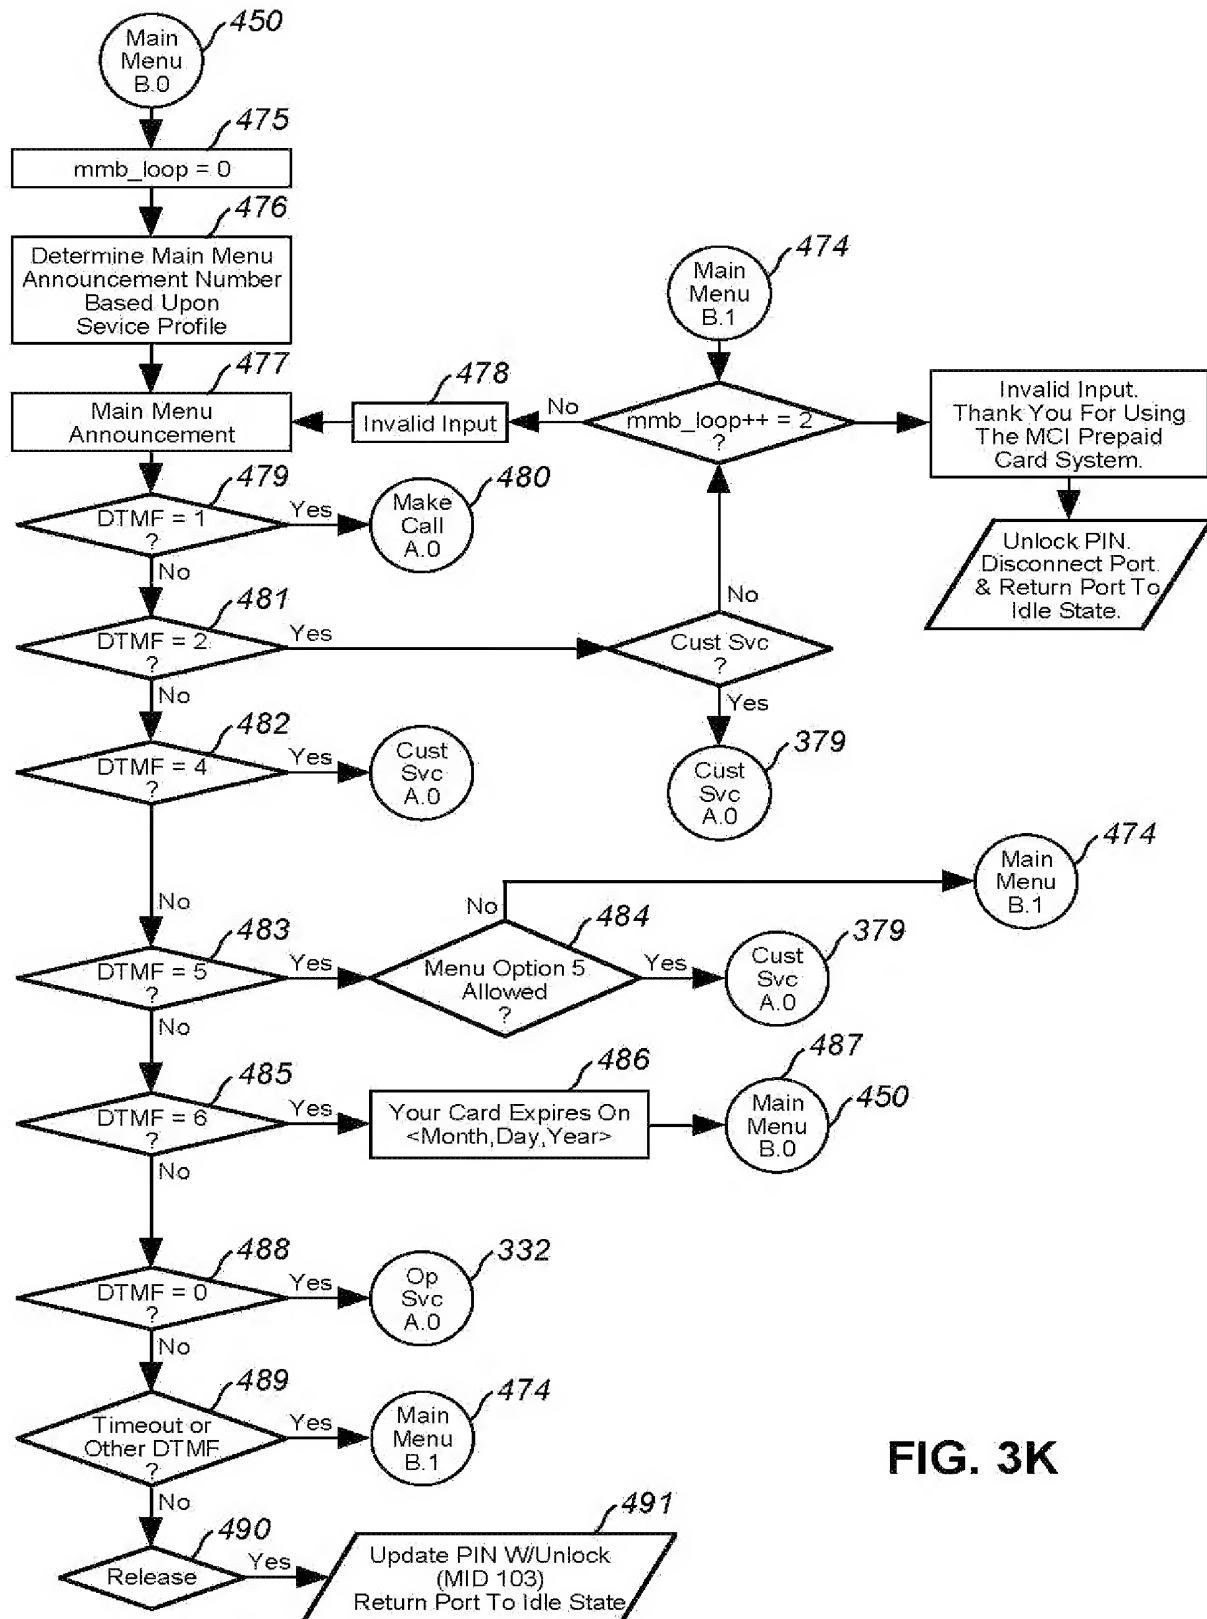 450
Main
Menu
B.0
475
mmb_loop = 0
476
Determine Main Menu
Announcement Number
Based Upon
Sevice Profile
474
Main
Menu
B.1
477
Main Menu
Announcement
478
Invalid Input
No
mmb_loop++ = 2
?
Invalid Input.
Thank You For Using
The MCI Prepaid
Card System.
Unlock PIN.
Disconnect Port.
& Return Port To
Idle State.
479
DTMF = 1
?
Yes
480
Make
Call
A.0
No
481
DTMF = 2
?
Yes
No
Cust Svc
?
Yes
379
Cust
Svc
A.0
No
482
DTMF = 4
?
Yes
Cust
Svc
A.0
No
474
Main
Menu
B.1
483
DTMF = 5
?
Yes
No
484
Menu Option 5
Allowed
?
Yes
379
Cust
Svc
A.0
No
485
DTMF = 6
?
Yes
486
Your Card Expires On
<Month,Day,Year>
487
450
Main
Menu
B.0
No
488
DTMF = 0
?
Yes
332
Op
Svc
A.0
No
489
Timeout or
Other DTMF
?
Yes
474
Main
Menu
B.1
No
490
Release
Yes
491
Update PIN W/Unlock
(MID 103)
Return Port To Idle State
FIG. 3K